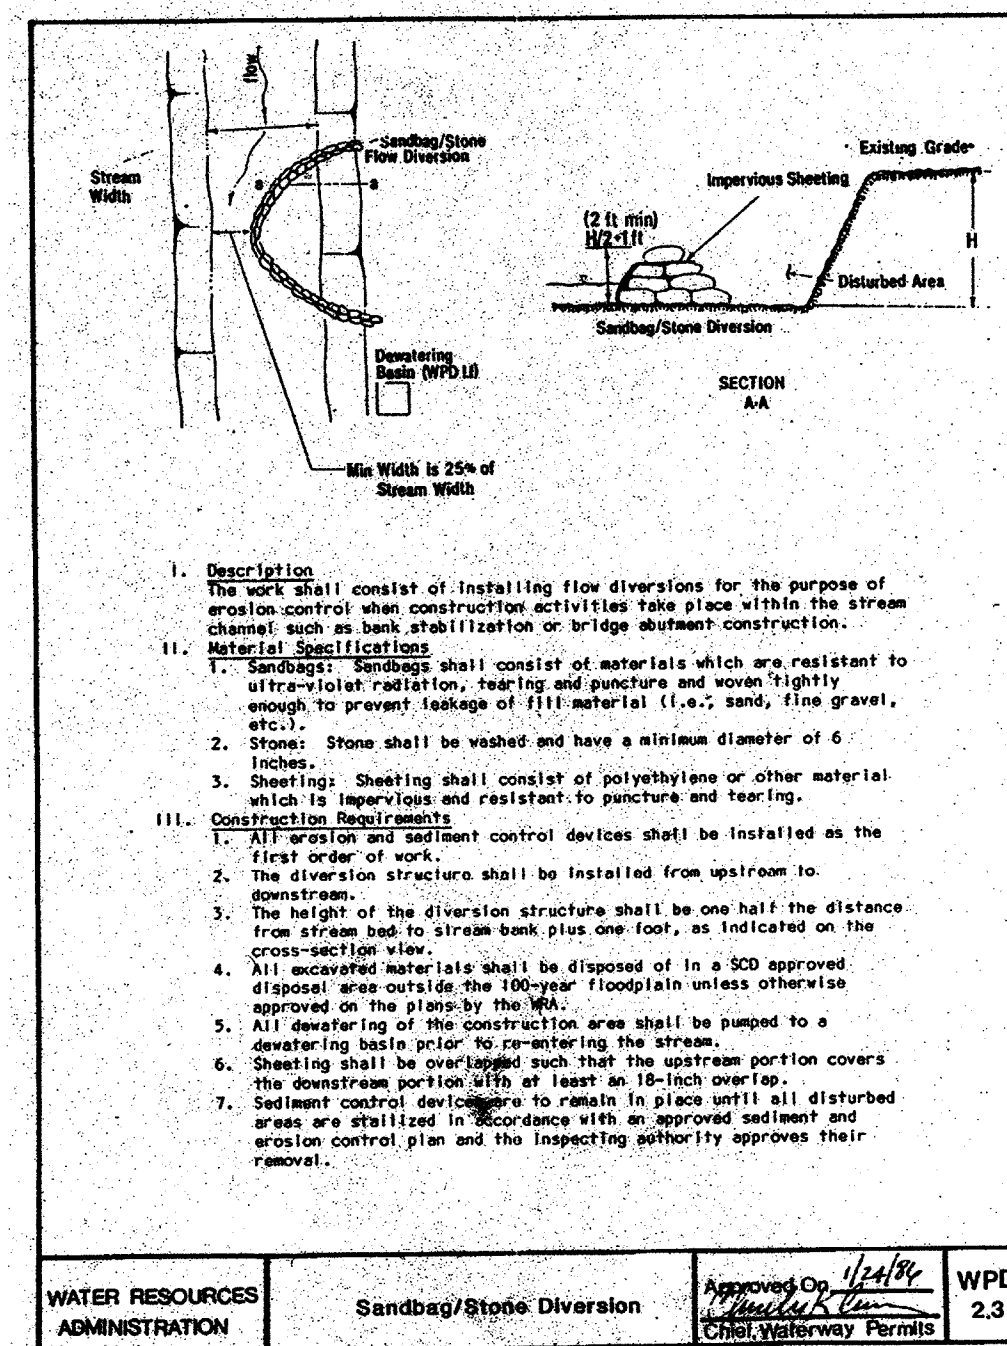 flow
Sandbag/Stone
Flow Diversion
Stream
Width
a
a
Existing Grade
Impervious Sheeting
(2 ft min)
H/2+1 ft
H
Disturbed Area
Sandbag/Stone Diversion
Dewatering
Basin (WPD 1.1)
SECTION
A-A
Min Width is 25% of
Stream Width
I. Description
The work shall consist of installing flow diversions for the purpose of
erosion control when construction activities take place within the stream
channel such as bank stabilization or bridge abutment construction.
II. Material Specifications
1. Sandbags: Sandbags shall consist of materials which are resistant to
ultra-violet radiation, tearing and puncture and woven tightly
enough to prevent leakage of fill material (i.e., sand, fine gravel,
etc.).
2. Stone: Stone shall be washed and have a minimum diameter of 6
inches.
3. Sheeting: Sheeting shall consist of polyethylene or other material
which is impervious and resistant to puncture and tearing.
III. Construction Requirements
1. All erosion and sediment control devices shall be installed as the
first order of work.
2. The diversion structure shall be installed from upstream to
downstream.
3. The height of the diversion structure shall be one half the distance
from stream bed to stream bank plus one foot, as indicated on the
cross-section view.
4. All excavated materials shall be disposed of in a SCD approved
disposal area outside the 100-year floodplain unless otherwise
approved on the plans by the WRA.
5. All dewatering of the construction area shall be pumped to a
dewatering basin prior to re-entering the stream.
6. Sheeting shall be overlapped such that the upstream portion covers
the downstream portion with at least an 18-inch overlap.
7. Sediment control devices are to remain in place until all disturbed
areas are stailized in accordance with an approved sediment and
erosion control plan and the inspecting authority approves their
removal.
WATER RESOURCES
ADMINISTRATION
Sandbag/Stone Diversion
Approved On 1/24/86
Chief, Waterway Permits
WPD
2.3